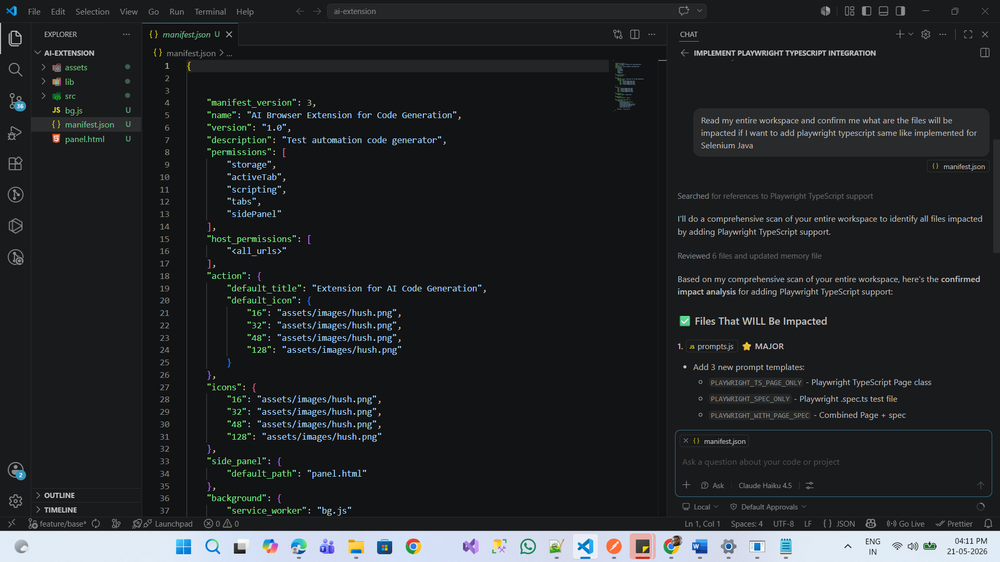 File Edit Selection View Go Run Terminal Help
ai-extension
EXPLORER
AI-EXTENSION
assets
lib
src
JS bg.js U
{} manifest.json U
panel.html U
OUTLINE
TIMELINE
36
2
{} manifest.json U
{} manifest.json > ...
1 {
2
3
4 "manifest_version": 3,
5 "name": "AI Browser Extension for Code Generation",
6 "version": "1.0",
7 "description": "Test automation code generator",
8 "permissions": [
9 "storage",
10 "activeTab",
11 "scripting",
12 "tabs",
13 "sidePanel"
14 ],
15 "host_permissions": [
16 "<all_urls>"
17 ],
18 "action": {
19 "default_title": "Extension for AI Code Generation",
20 "default_icon": {
21 "16": "assets/images/hush.png",
22 "32": "assets/images/hush.png",
23 "48": "assets/images/hush.png",
24 "128": "assets/images/hush.png"
25 }
26 },
27 "icons": {
28 "16": "assets/images/hush.png",
29 "32": "assets/images/hush.png",
30 "48": "assets/images/hush.png",
31 "128": "assets/images/hush.png"
32 },
33 "side_panel": {
34 "default_path": "panel.html"
35 },
36 "background": {
37 "service_worker": "bg.js"
CHAT
IMPLEMENT PLAYWRIGHT TYPESCRIPT INTEGRATION
Read my entire workspace and confirm me what are the files will be
impacted if I want to add playwright typescript same like implemented for
Selenium Java
{} manifest.json
Searched for references to Playwright TypeScript support
I'll do a comprehensive scan of your entire workspace to identify all files impacted
by adding Playwright TypeScript support.
Reviewed 6 files and updated memory file
Based on my comprehensive scan of your entire workspace, here's the confirmed
impact analysis for adding Playwright TypeScript support:
✅ Files That WILL Be Impacted
1. JS prompts.js ⭐ MAJOR
• Add 3 new prompt templates:
◦ PLAYWRIGHT_TS_PAGE_ONLY - Playwright TypeScript Page class
◦ PLAYWRIGHT_SPEC_ONLY - Playwright .spec.ts test file
◦ PLAYWRIGHT_WITH_PAGE_SPEC - Combined Page + spec
{} manifest.json
Ask a question about your code or project
Ask Claude Haiku 4.5
Local Default Approvals
feature/base* Launchpad 0 0
Ln 1, Col 1 Spaces: 4 UTF-8 LF {} JSON Go Live Prettier
ENG
IN
04:11 PM
21-05-2026